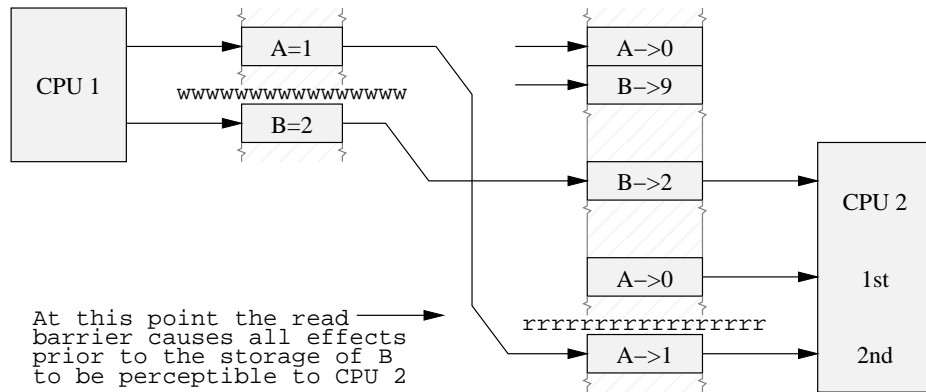 A=1
A−>0
CPU 1
B−>9
wwwwwwwwwwwwwwww
B=2
B−>2
CPU 2
A−>0
1st
At this point the read
barrier causes all effects
prior to the storage of B
to be perceptible to CPU 2
rrrrrrrrrrrrrrrrr
A−>1
2nd